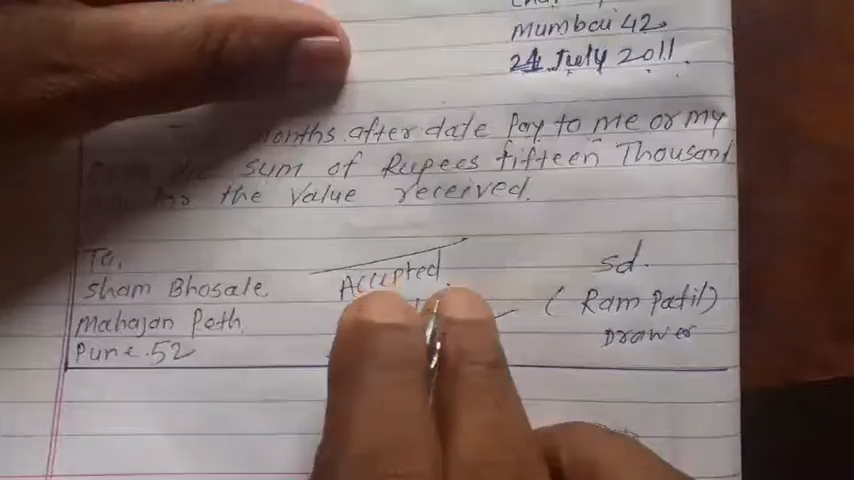 Mumbai 42
24 July 2011
months after date Pay to me or my
sum of Rupees fifteen Thousand
for the value received.
To,
Sham Bhosale
Mahajan Peth
Pune. 52
Accepted
sd.
( Ram Patil )
Drawer